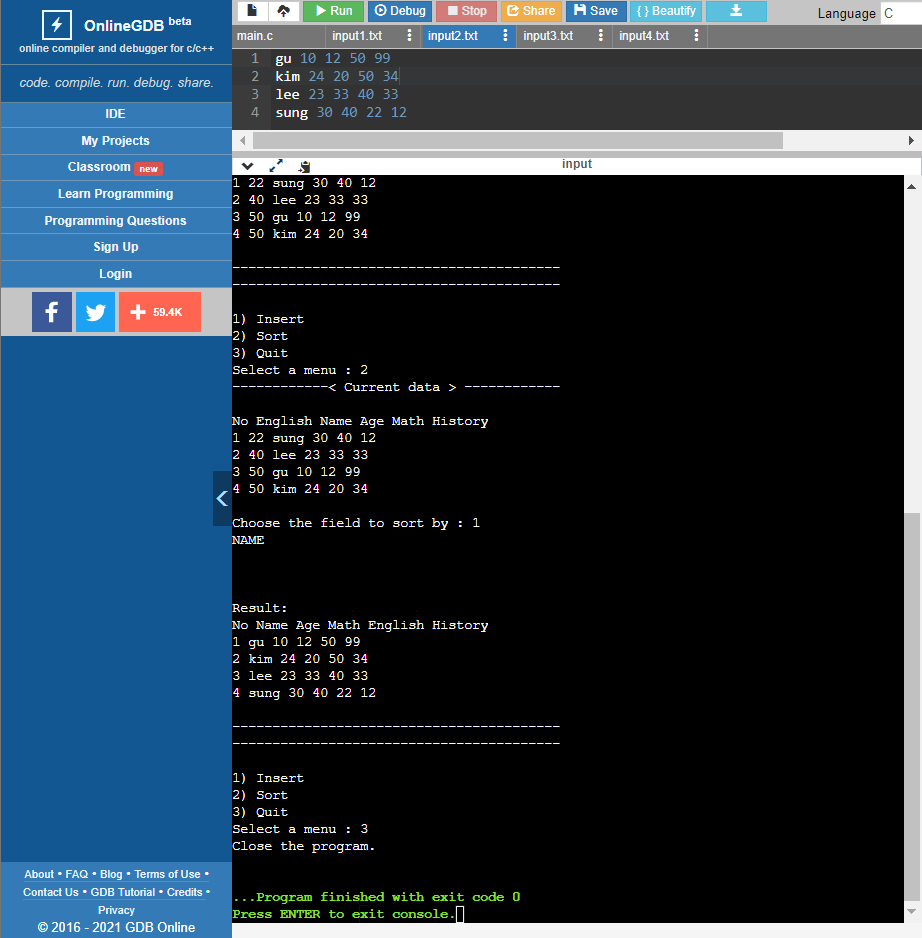 OnlineGDB beta
online compiler and debugger for c/c++
code. compile. run. debug. share.
IDE
My Projects
Classroom new
Learn Programming
Programming Questions
Sign Up
Login
f + 59.4K
About • FAQ • Blog • Terms of Use •
Contact Us • GDB Tutorial • Credits •
Privacy
© 2016 - 2021 GDB Online
Run Debug Stop Share Save { } Beautify Language C
main.c input1.txt input2.txt input3.txt input4.txt
1 gu 10 12 50 99
2 kim 24 20 50 34
3 lee 23 33 40 33
4 sung 30 40 22 12
input
1 22 sung 30 40 12
2 40 lee 23 33 33
3 50 gu 10 12 99
4 50 kim 24 20 34
-----------------------------------------
-----------------------------------------
1) Insert
2) Sort
3) Quit
Select a menu : 2
------------< Current data > ------------
No English Name Age Math History
1 22 sung 30 40 12
2 40 lee 23 33 33
3 50 gu 10 12 99
4 50 kim 24 20 34
Choose the field to sort by : 1
NAME
Result:
No Name Age Math English History
1 gu 10 12 50 99
2 kim 24 20 50 34
3 lee 23 33 40 33
4 sung 30 40 22 12
-----------------------------------------
-----------------------------------------
1) Insert
2) Sort
3) Quit
Select a menu : 3
Close the program.
...Program finished with exit code 0
Press ENTER to exit console.